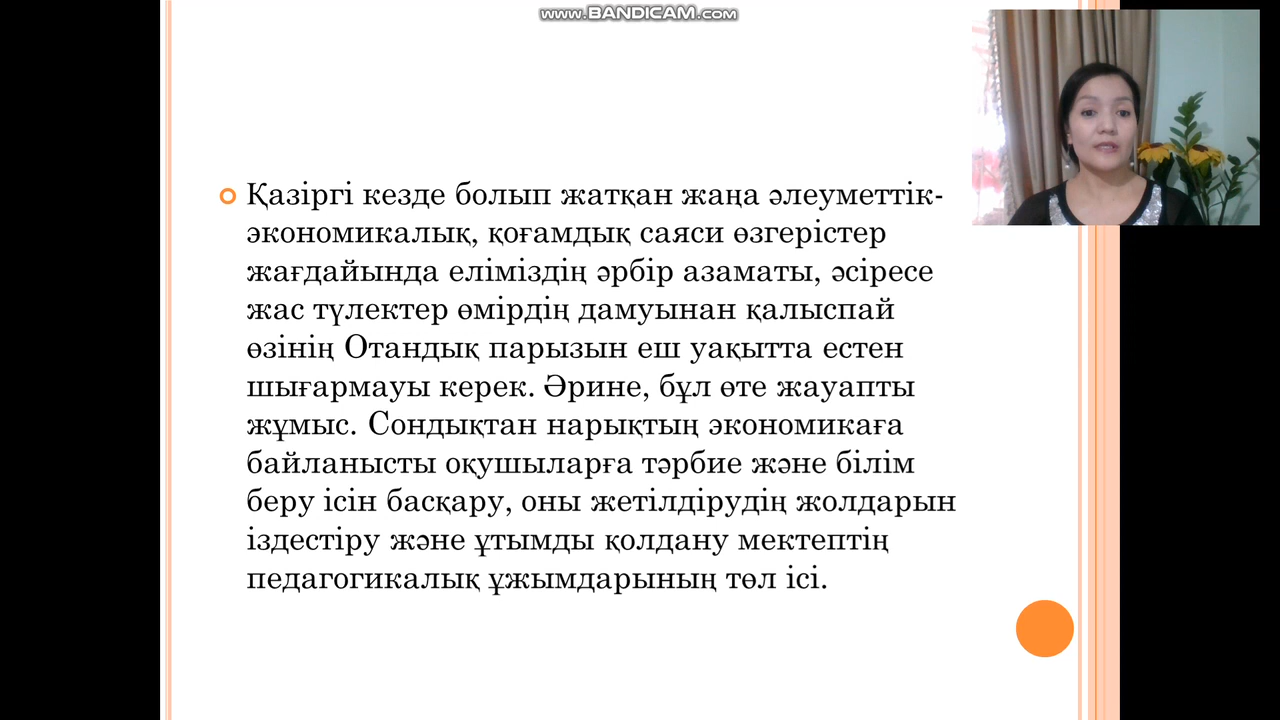 www.BANDICAM.com
Қазіргі кезде болып жатқан жаңа әлеуметтік-
экономикалық, қоғамдық саяси өзгерістер
жағдайында еліміздің әрбір азаматы, әсіресе
жас түлектер өмірдің дамуынан қалыспай
өзінің Отандық парызын еш уақытта естен
шығармауы керек. Әрине, бұл өте жауапты
жұмыс. Сондықтан нарықтың экономикаға
байланысты оқушыларға тәрбие және білім
беру ісін басқару, оны жетілдірудің жолдарын
іздестіру және ұтымды қолдану мектептің
педагогикалық ұжымдарының төл ісі.